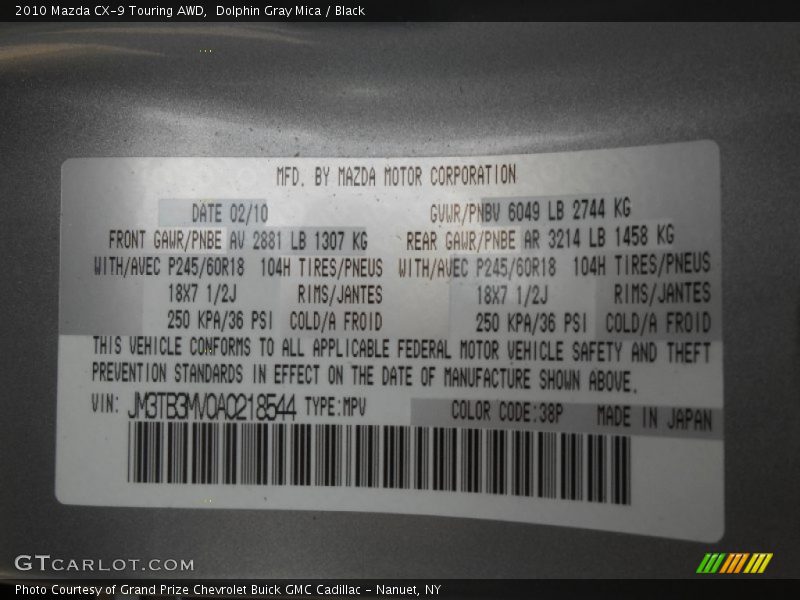 2010 Mazda CX-9 Touring AWD,  Dolphin Gray Mica / Black
MFD. BY MAZDA MOTOR CORPORATION
DATE 02/10 GVWR/PNBV 6049 LB 2744 KG
FRONT GAWR/PNBE AV 2881 LB 1307 KG REAR GAWR/PNBE AR 3214 LB 1458 KG
WITH/AVEC P245/60R18 104H TIRES/PNEUS WITH/AVEC P245/60R18 104H TIRES/PNEUS
18X7 1/2J RIMS/JANTES 18X7 1/2J RIMS/JANTES
250 KPA/36 PSI COLD/A FROID 250 KPA/36 PSI COLD/A FROID
THIS VEHICLE CONFORMS TO ALL APPLICABLE FEDERAL MOTOR VEHICLE SAFETY AND THEFT
PREVENTION STANDARDS IN EFFECT ON THE DATE OF MANUFACTURE SHOWN ABOVE.
VIN: JM3TB3MV0A0218544 TYPE:MPV COLOR CODE:38P MADE IN JAPAN
GTCARLOT.COM
Photo Courtesy of Grand Prize Chevrolet Buick GMC Cadillac - Nanuet, NY